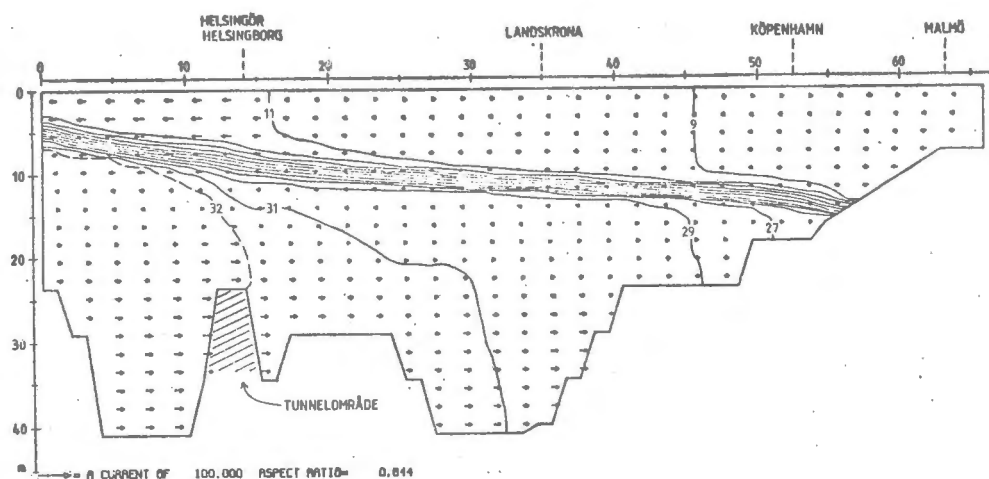 HELSINGÖR
HELSINGBORG
LANDSKRONA
KÖPENHAMN
MALMÖ
0 10 20 30 40 50 60
0
10
20
30
40
m
11
9
32
31
29
27
TUNNELOMRÅDE
= A CURRENT OF 100.000 ASPECT RATIO= 0.644